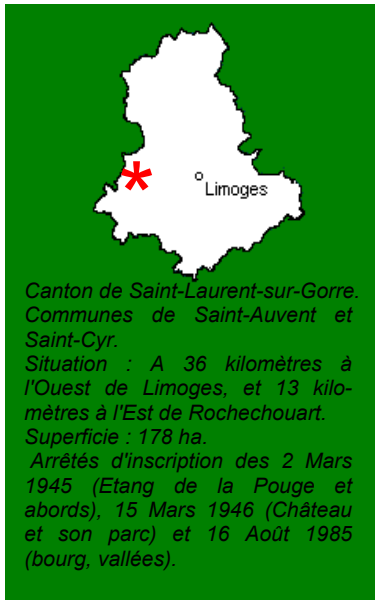 Limoges
Canton de Saint-Laurent-sur-Gorre.
Communes de Saint-Auvent et
Saint-Cyr.
Situation : A 36 kilomètres à
l'Ouest de Limoges, et 13 kilo-
mètres à l'Est de Rochechouart.
Superficie : 178 ha.
Arrêtés d'inscription des 2 Mars
1945 (Etang de la Pouge et
abords), 15 Mars 1946 (Château
et son parc) et 16 Août 1985
(bourg, vallées).